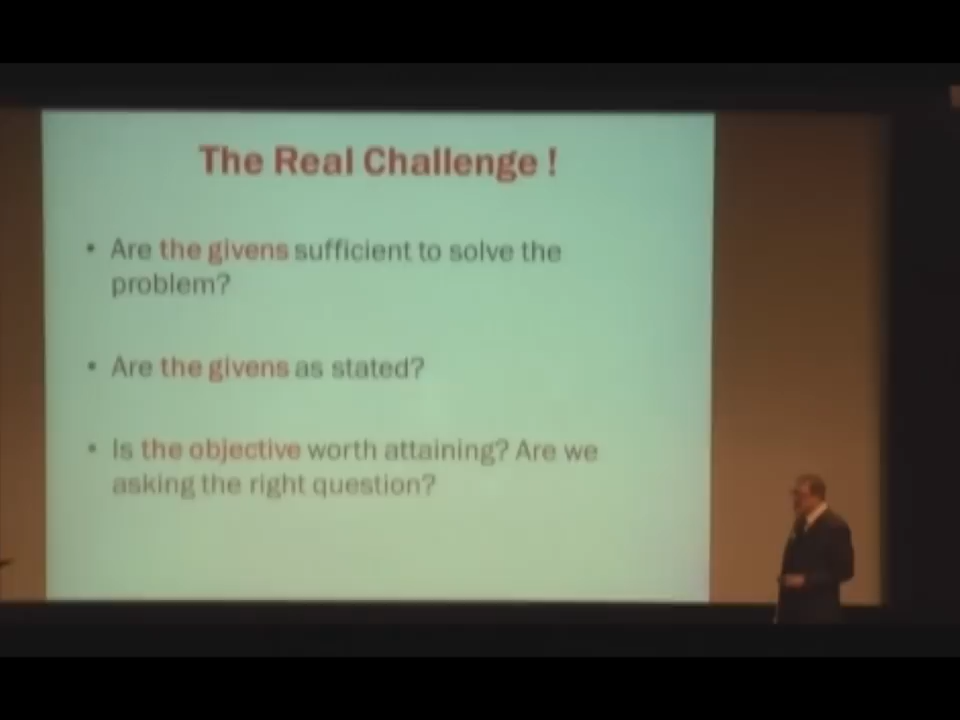 The Real Challenge !
• Are the givens sufficient to solve the
problem?
• Are the givens as stated?
• Is the objective worth attaining? Are we
asking the right question?